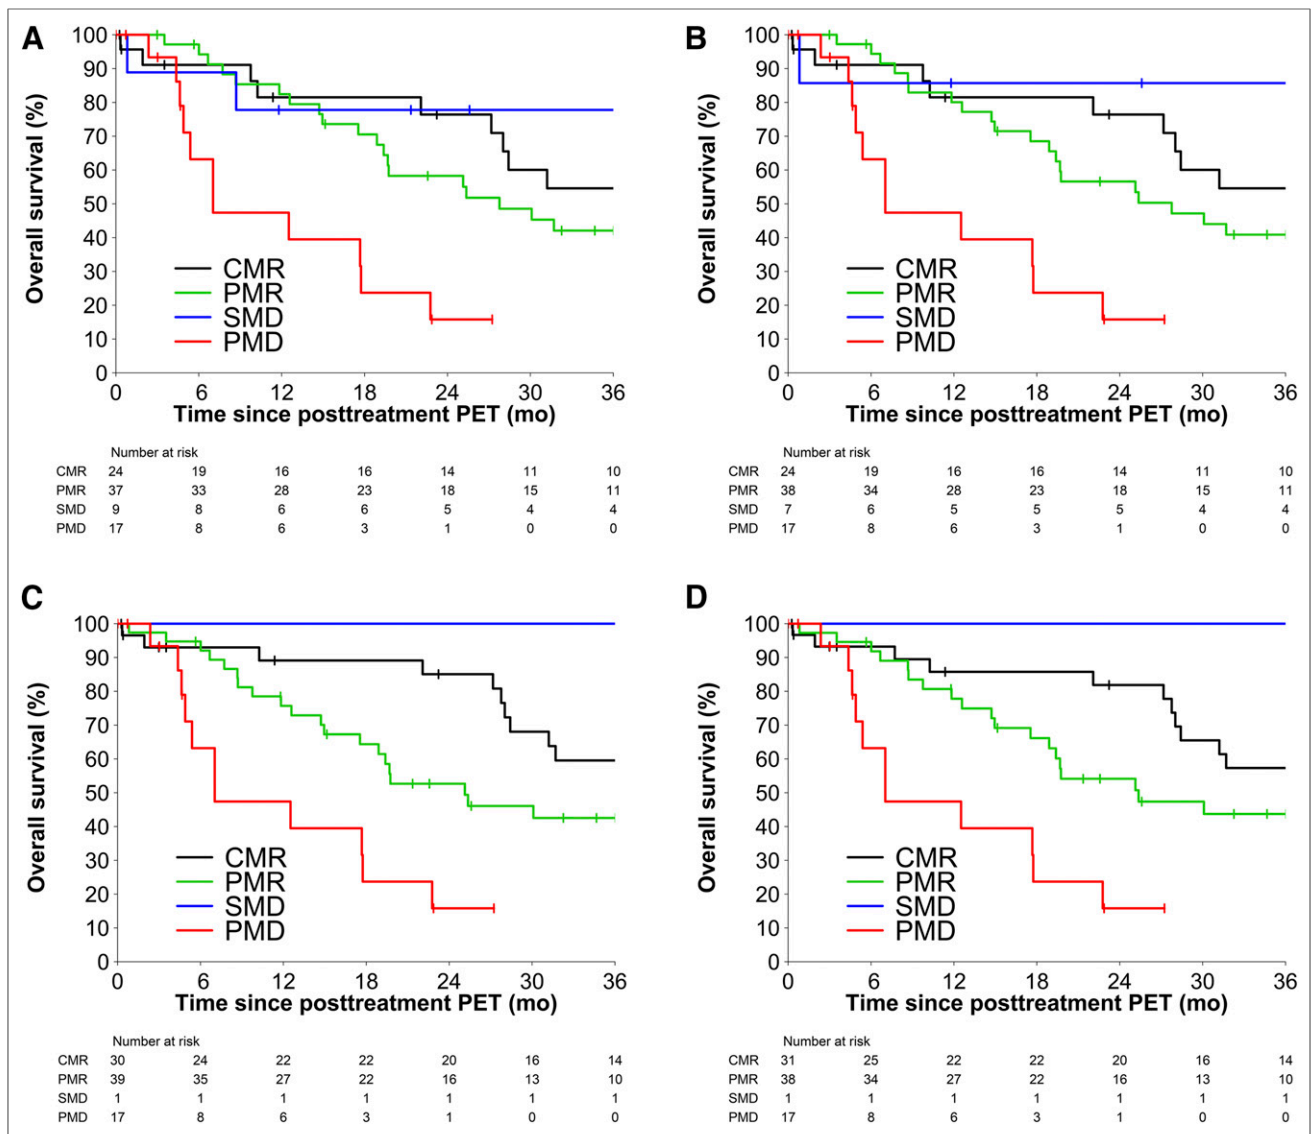 A
100
90
80
70
60
50
40
30
20
10
0
Overall survival (%)
CMR
PMR
SMD
PMD
0 6 12 18 24 30 36
Time since posttreatment PET (mo)
Number at risk
CMR 24 19 16 16 14 11 10
PMR 37 33 28 23 18 15 11
SMD 9 8 6 6 5 4 4
PMD 17 8 6 3 1 0 0
B
100
90
80
70
60
50
40
30
20
10
0
Overall survival (%)
CMR
PMR
SMD
PMD
0 6 12 18 24 30 36
Time since posttreatment PET (mo)
Number at risk
CMR 24 19 16 16 14 11 10
PMR 38 34 28 23 18 15 11
SMD 7 6 5 5 5 4 4
PMD 17 8 6 3 1 0 0
C
100
90
80
70
60
50
40
30
20
10
0
Overall survival (%)
CMR
PMR
SMD
PMD
0 6 12 18 24 30 36
Time since posttreatment PET (mo)
Number at risk
CMR 30 24 22 22 20 16 14
PMR 39 35 27 22 16 13 10
SMD 1 1 1 1 1 1 1
PMD 17 8 6 3 1 0 0
D
100
90
80
70
60
50
40
30
20
10
0
Overall survival (%)
CMR
PMR
SMD
PMD
0 6 12 18 24 30 36
Time since posttreatment PET (mo)
Number at risk
CMR 31 25 22 22 20 16 14
PMR 38 34 27 22 16 13 10
SMD 1 1 1 1 1 1 1
PMD 17 8 6 3 1 0 0